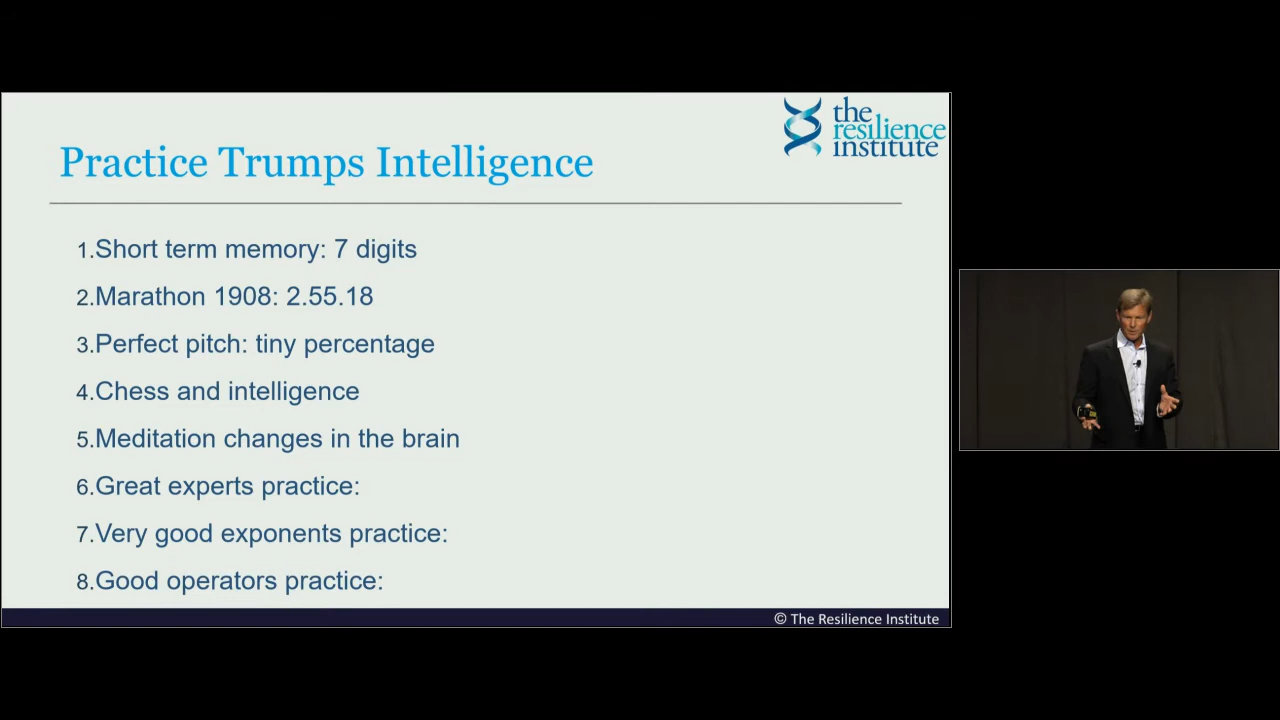 the
resilience
institute
Practice Trumps Intelligence
1.Short term memory: 7 digits
2.Marathon 1908: 2.55.18
3.Perfect pitch: tiny percentage
4.Chess and intelligence
5.Meditation changes in the brain
6.Great experts practice:
7.Very good exponents practice:
8.Good operators practice:
© The Resilience Institute